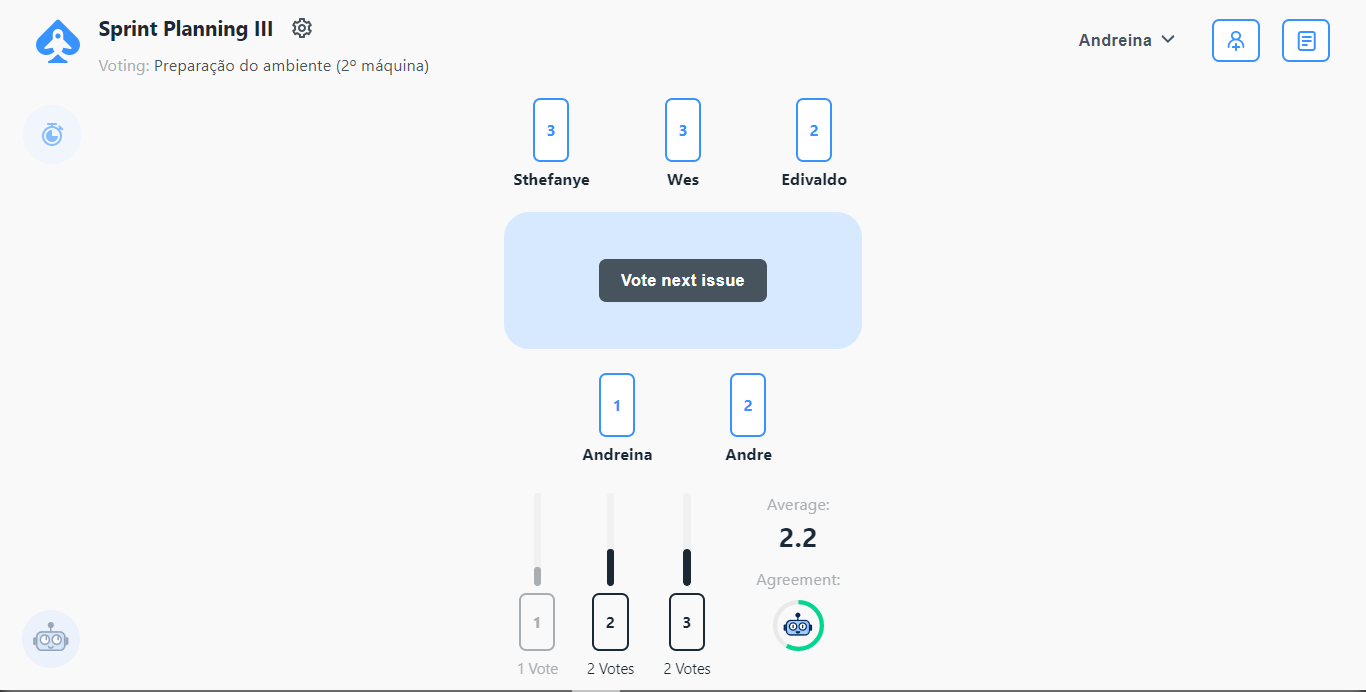 Sprint Planning III
Voting: Preparação do ambiente (2º máquina)
Andreina
3
3
2
Sthefanye
Wes
Edivaldo
Vote next issue
1
2
Andreina
Andre
Average:
2.2
Agreement:
1
2
3
1 Vote
2 Votes
2 Votes